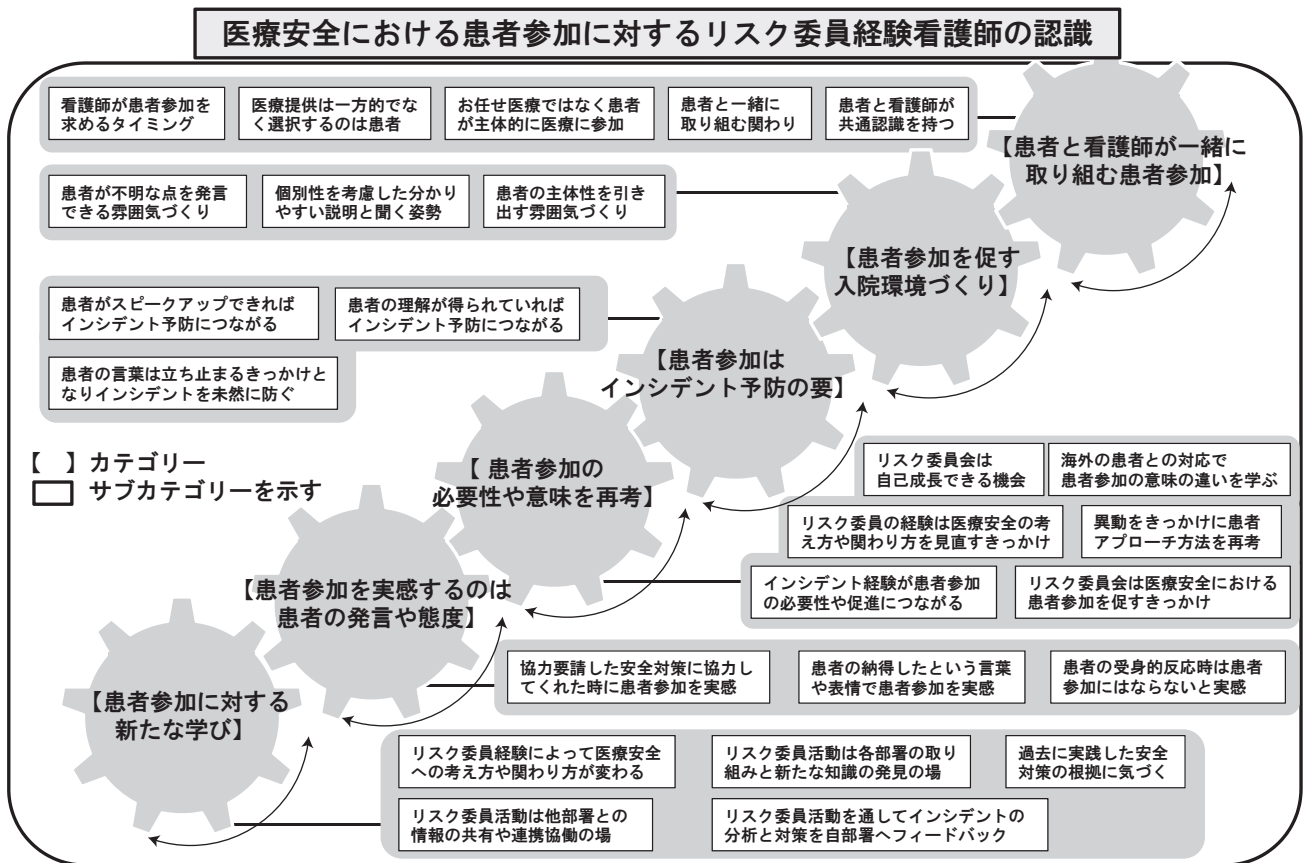 医療安全における患者参加に対するリスク委員経験看護師の認識
看護師が患者参加を
求めるタイミング
医療提供は一方的でな
く選択するのは患者
お任せ医療ではなく患者
が主体的に医療に参加
患者と一緒に
取り組む関わり
患者と看護師が
共通認識を持つ
【患者と看護師が一緒に
取り組む患者参加】
患者が不明な点を発言
できる雰囲気づくり
個別性を考慮した分かり
やすい説明と聞く姿勢
患者の主体性を引き
出す雰囲気づくり
【患者参加を促す
入院環境づくり】
患者がスピークアップできれば
インシデント予防につながる
患者の理解が得られていれば
インシデント予防につながる
患者の言葉は立ち止まるきっかけと
なりインシデントを未然に防ぐ
【患者参加は
インシデント予防の要】
【　】カテゴリー
サブカテゴリーを示す
【 患者参加の
必要性や意味を再考】
リスク委員会は
自己成長できる機会
海外の患者との対応で
患者参加の意味の違いを学ぶ
リスク委員の経験は医療安全の考
え方や関わり方を見直すきっかけ
異動をきっかけに患者
アプローチ方法を再考
インシデント経験が患者参加
の必要性や促進につながる
リスク委員会は医療安全における
患者参加を促すきっかけ
【患者参加を実感するのは
患者の発言や態度】
協力要請した安全対策に協力し
てくれた時に患者参加を実感
患者の納得したという言葉
や表情で患者参加を実感
患者の受身的反応時は患者
参加にはならないと実感
【患者参加に対する
新たな学び】
リスク委員経験によって医療安全
への考え方や関わり方が変わる
リスク委員活動は各部署の取り
組みと新たな知識の発見の場
過去に実践した安全
対策の根拠に気づく
リスク委員活動は他部署との
情報の共有や連携協働の場
リスク委員活動を通してインシデントの
分析と対策を自部署へフィードバック